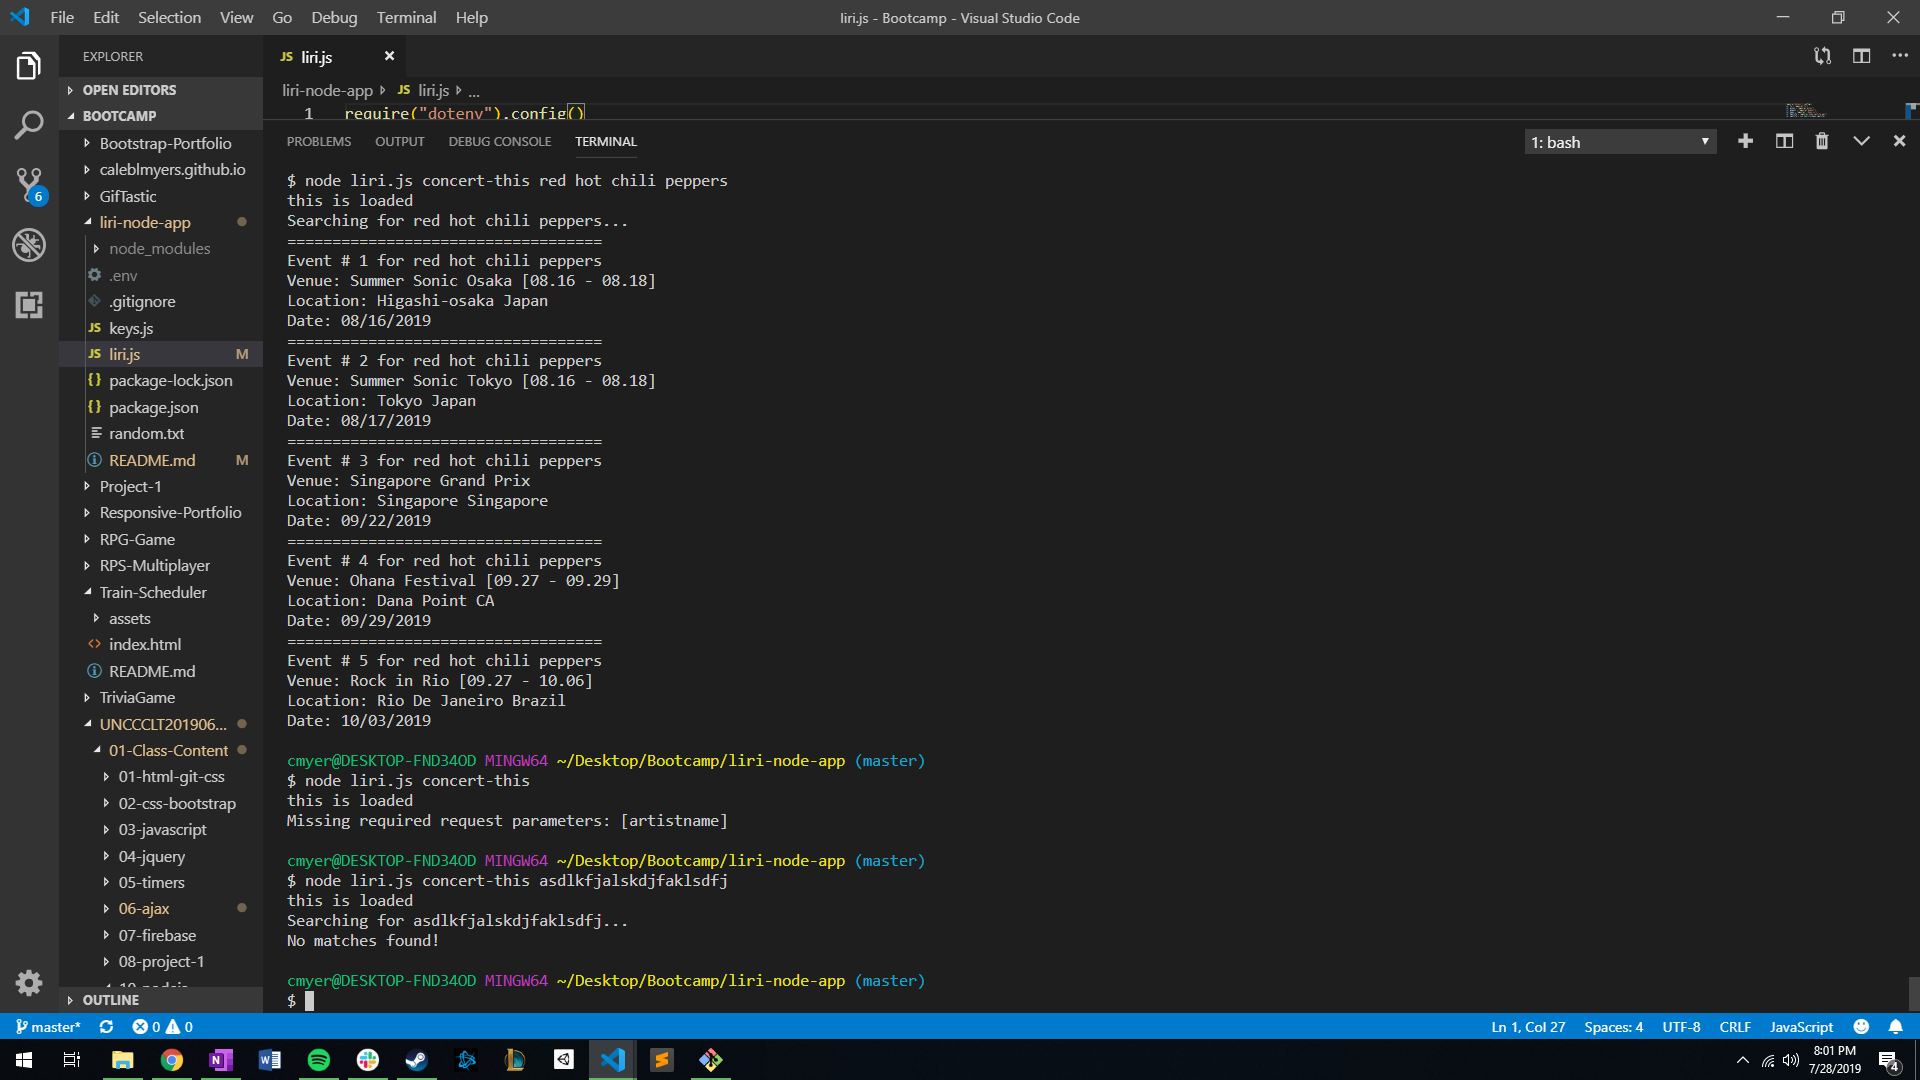 File Edit Selection View Go Debug Terminal Help
liri.js - Bootcamp - Visual Studio Code
EXPLORER
OPEN EDITORS
BOOTCAMP
Bootstrap-Portfolio
caleblmyers.github.io
GifTastic
liri-node-app
node_modules
.env
.gitignore
keys.js
liri.js M
package-lock.json
package.json
random.txt
README.md M
Project-1
Responsive-Portfolio
RPG-Game
RPS-Multiplayer
Train-Scheduler
assets
index.html
README.md
TriviaGame
UNCCCLT201906...
01-Class-Content
01-html-git-css
02-css-bootstrap
03-javascript
04-jquery
05-timers
06-ajax
07-firebase
08-project-1
OUTLINE
6
JS liri.js
liri-node-app JS liri.js ...
1 require("dotenv").config()
PROBLEMS OUTPUT DEBUG CONSOLE TERMINAL
1: bash
$ node liri.js concert-this red hot chili peppers
this is loaded
Searching for red hot chili peppers...
===================================
Event # 1 for red hot chili peppers
Venue: Summer Sonic Osaka [08.16 - 08.18]
Location: Higashi-osaka Japan
Date: 08/16/2019
===================================
Event # 2 for red hot chili peppers
Venue: Summer Sonic Tokyo [08.16 - 08.18]
Location: Tokyo Japan
Date: 08/17/2019
===================================
Event # 3 for red hot chili peppers
Venue: Singapore Grand Prix
Location: Singapore Singapore
Date: 09/22/2019
===================================
Event # 4 for red hot chili peppers
Venue: Ohana Festival [09.27 - 09.29]
Location: Dana Point CA
Date: 09/29/2019
===================================
Event # 5 for red hot chili peppers
Venue: Rock in Rio [09.27 - 10.06]
Location: Rio De Janeiro Brazil
Date: 10/03/2019
cmyer@DESKTOP-FND34OD MINGW64 ~/Desktop/Bootcamp/liri-node-app (master)
$ node liri.js concert-this
this is loaded
Missing required request parameters: [artistname]
cmyer@DESKTOP-FND34OD MINGW64 ~/Desktop/Bootcamp/liri-node-app (master)
$ node liri.js concert-this asdlkfjalskdjfaklsdfj
this is loaded
Searching for asdlkfjalskdjfaklsdfj...
No matches found!
cmyer@DESKTOP-FND34OD MINGW64 ~/Desktop/Bootcamp/liri-node-app (master)
$
master* 0 0 Ln 1, Col 27 Spaces: 4 UTF-8 CRLF JavaScript
8:01 PM
7/28/2019
4